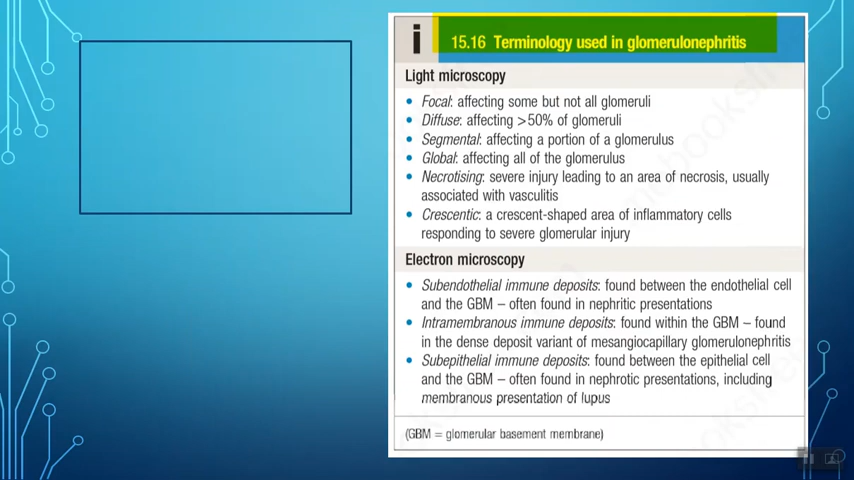 i
15.16 Terminology used in glomerulonephritis
Light microscopy
• Focal: affecting some but not all glomeruli
• Diffuse: affecting >50% of glomeruli
• Segmental: affecting a portion of a glomerulus
• Global: affecting all of the glomerulus
• Necrotising: severe injury leading to an area of necrosis, usually
associated with vasculitis
• Crescentic: a crescent-shaped area of inflammatory cells
responding to severe glomerular injury
Electron microscopy
• Subendothelial immune deposits: found between the endothelial cell
and the GBM – often found in nephritic presentations
• Intramembranous immune deposits: found within the GBM – found
in the dense deposit variant of mesangiocapillary glomerulonephritis
• Subepithelial immune deposits: found between the epithelial cell
and the GBM – often found in nephrotic presentations, including
membranous presentation of lupus
(GBM = glomerular basement membrane)